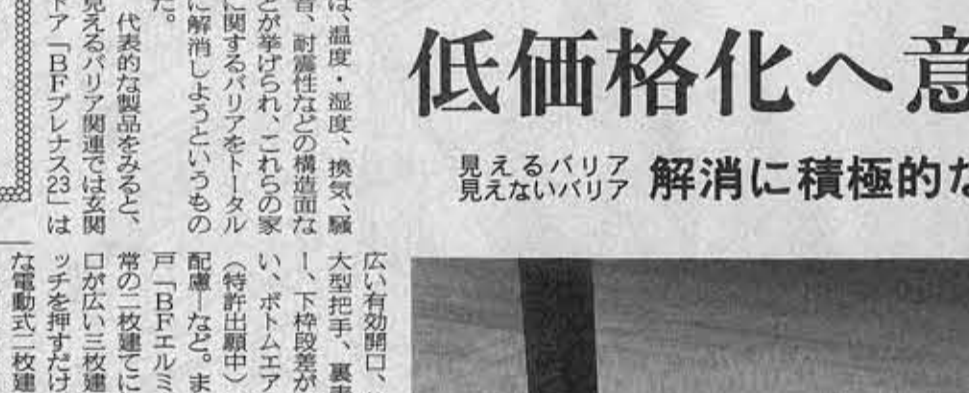 低価格化へ意
見えるバリア
見えないバリア
解消に積極的な
は、温度・湿度、換気、騒
音、耐震性などの構造面な
どが挙げられ、これらの家
に関するバリアをトータル
に解消しようというもの
た。
代表的な製品をみると、
見えるバリア関連では玄関
ドア「BFプレナス23」は
広い有効開口、
大型把手、裏表
ー、下枠段差が
い、ボトムエア
(特許出願中)
配慮―など。ま
戸「BFエルミ
常の二枚建てに
口が広い三枚建
ッチを押すだけ
な電動式二枚建